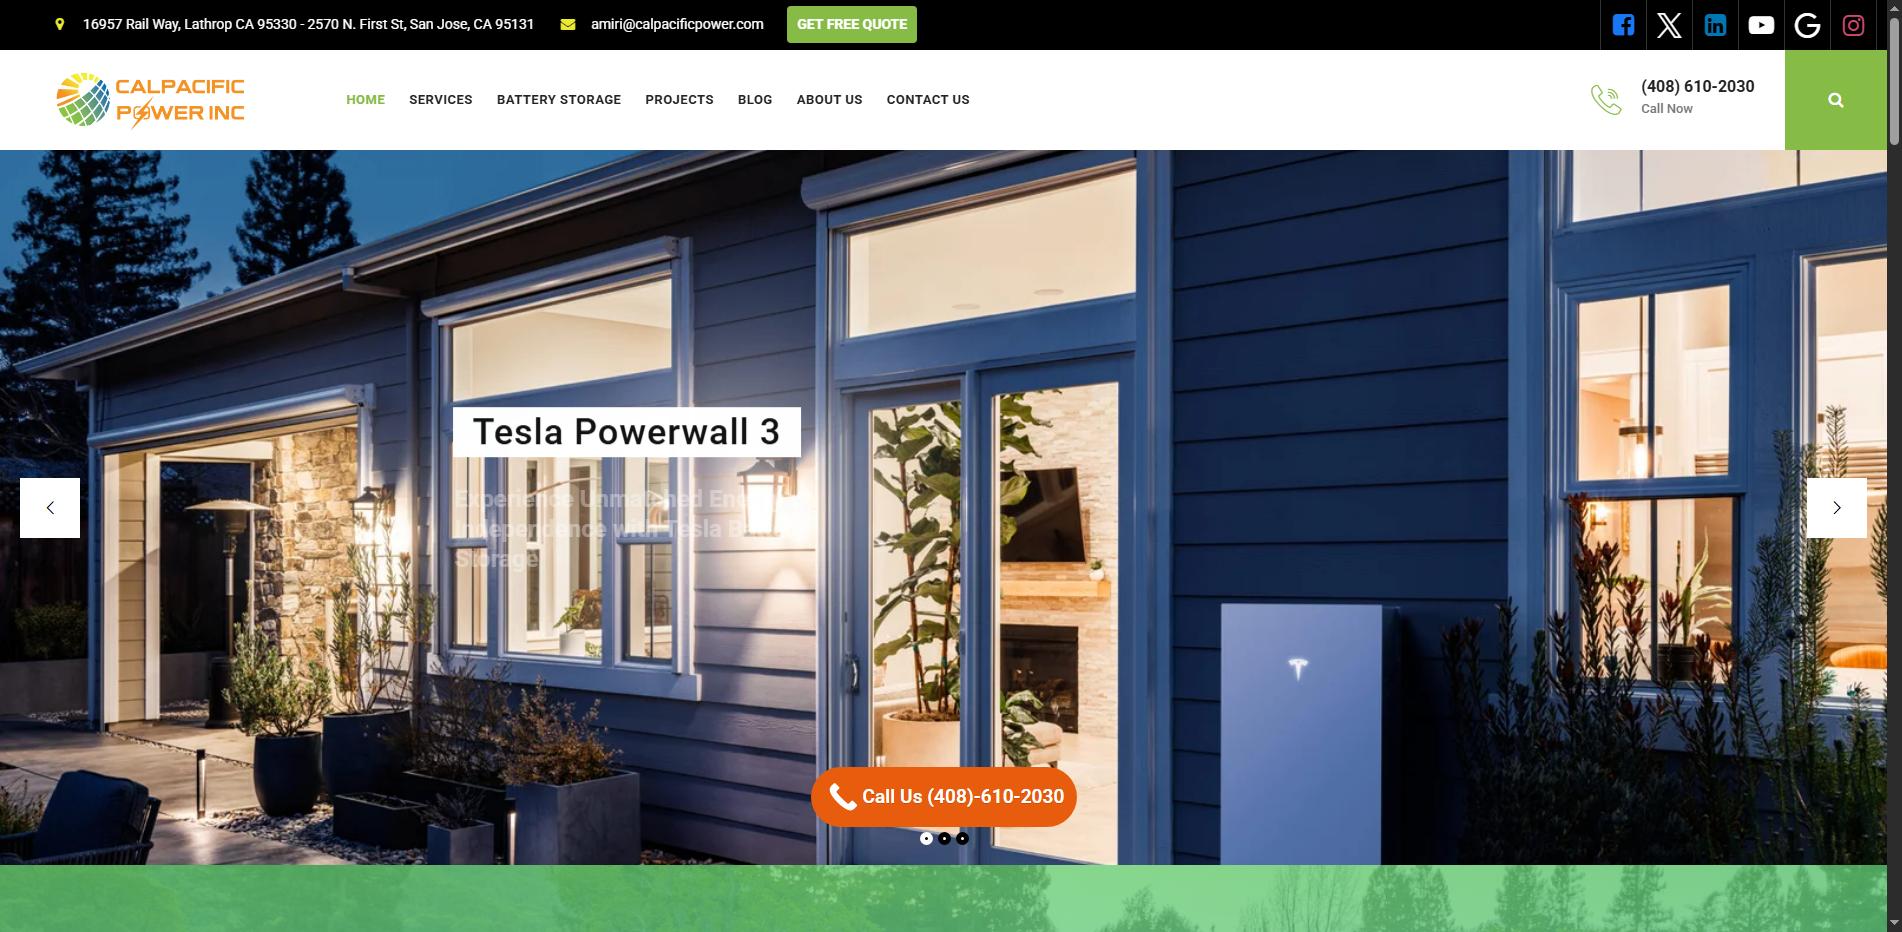 16957 Rail Way, Lathrop CA 95330 - 2570 N. First St, San Jose, CA 95131
amiri@calpacificpower.com
GET FREE QUOTE
CALPACIFIC
POWER INC
HOME SERVICES BATTERY STORAGE PROJECTS BLOG ABOUT US CONTACT US
(408) 610-2030
Call Now
Tesla Powerwall 3
Experience Unmatched
Independence with Tesla
Storage
Call Us (408)-610-2030